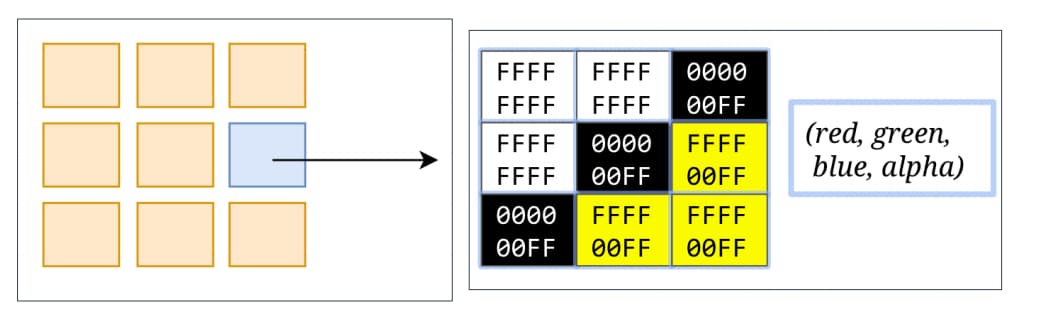 FFFF FFFF 0000
FFFF FFFF 00FF
FFFF 0000 FFFF
FFFF 00FF 00FF
0000 FFFF FFFF
00FF 00FF 00FF
(red, green,
blue, alpha)